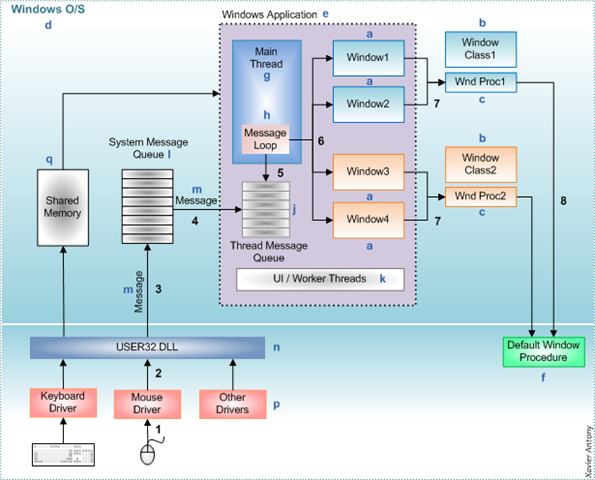 Windows O/S
d
Windows Application e
a
b
Main
Thread
g
Window1
Window
Class1
a
Wnd Proc1
h
Window2
7
c
Message
Loop
6
System Message
Queue l
5
b
q
m
Message
4
Shared
Memory
Window3
Window
Class2
a
j
Wnd Proc2
8
Window4
7
c
Thread Message
Queue
a
UI / Worker Threads k
m
Message
3
USER32.DLL n
Default Window
Procedure
f
2
Keyboard
Driver
Mouse
Driver
Other
Drivers
p
1
Xavier Antony